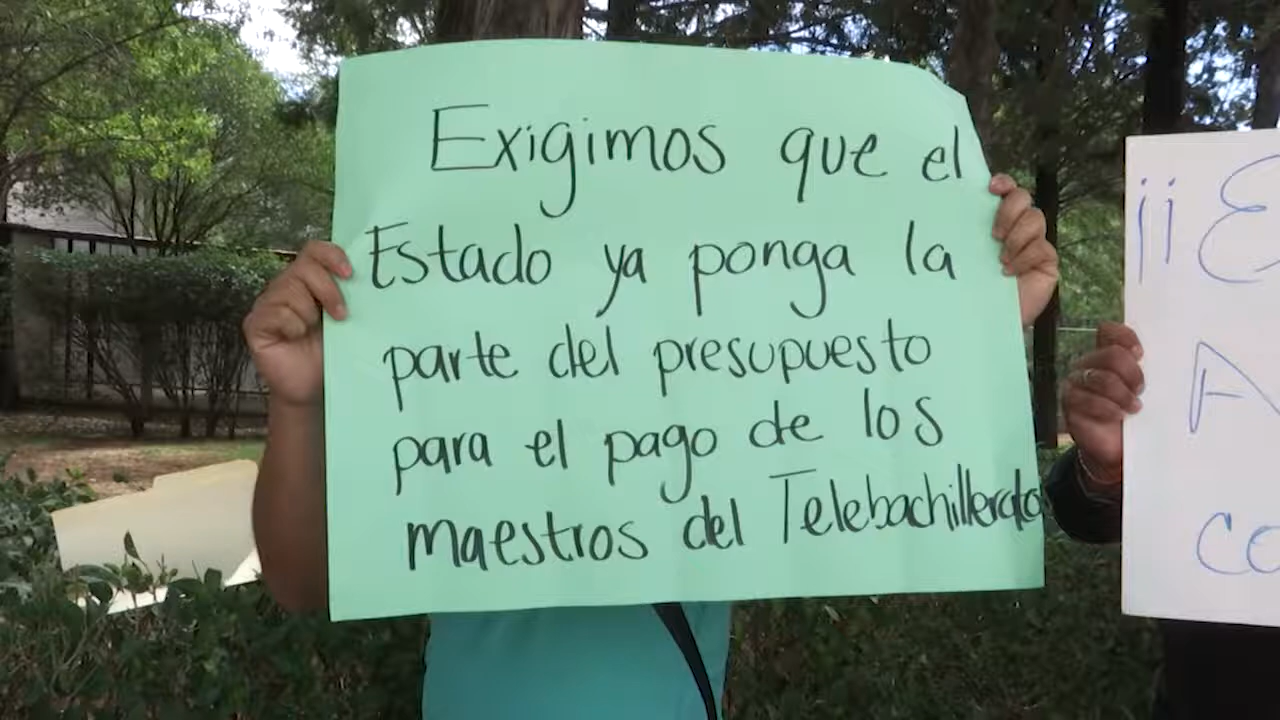 Exigimos que el
Estado ya ponga la
parte del presupuesto
para el pago de los
maestros del Telebachillerato
¡¡